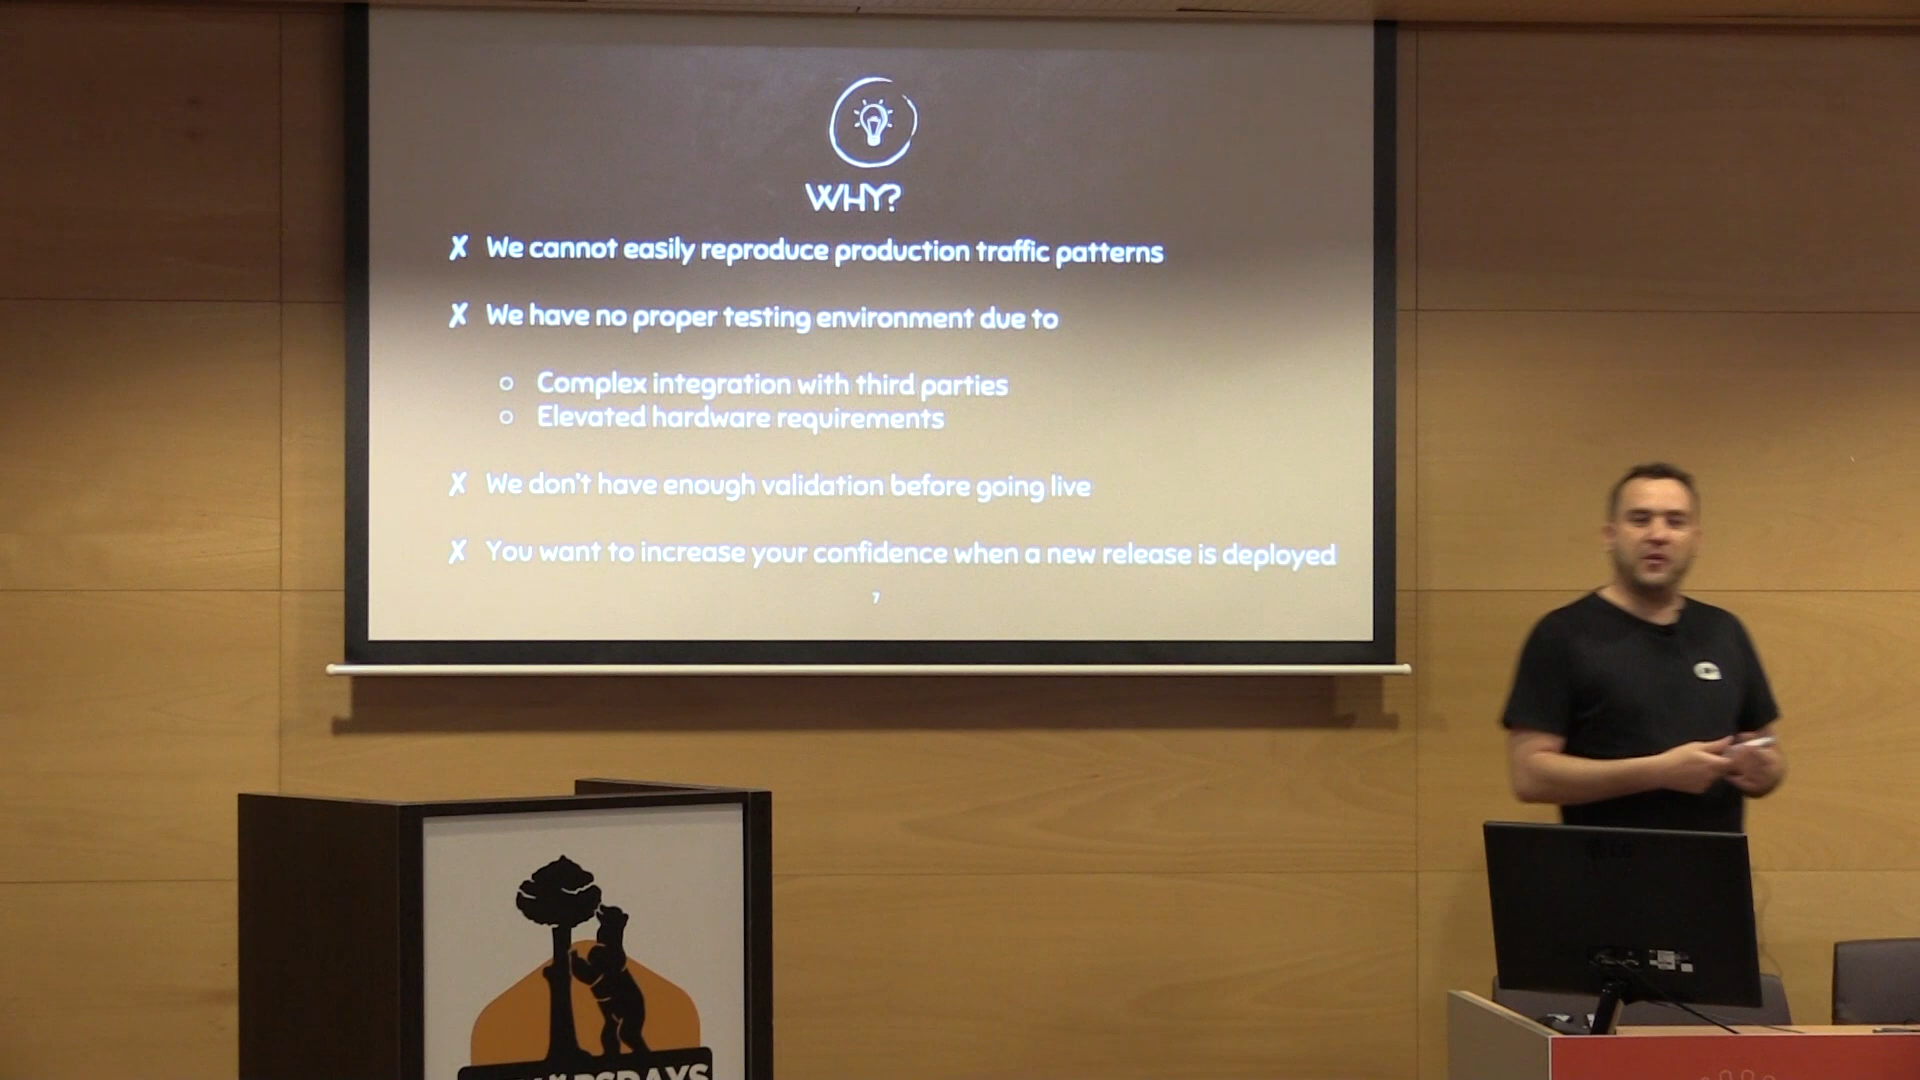 WHY?
✗ We cannot easily reproduce production traffic patterns
✗ We have no proper testing environment due to
○ Complex integration with third parties
○ Elevated hardware requirements
✗ We don't have enough validation before going live
✗ You want to increase your confidence when a new release is deployed
7